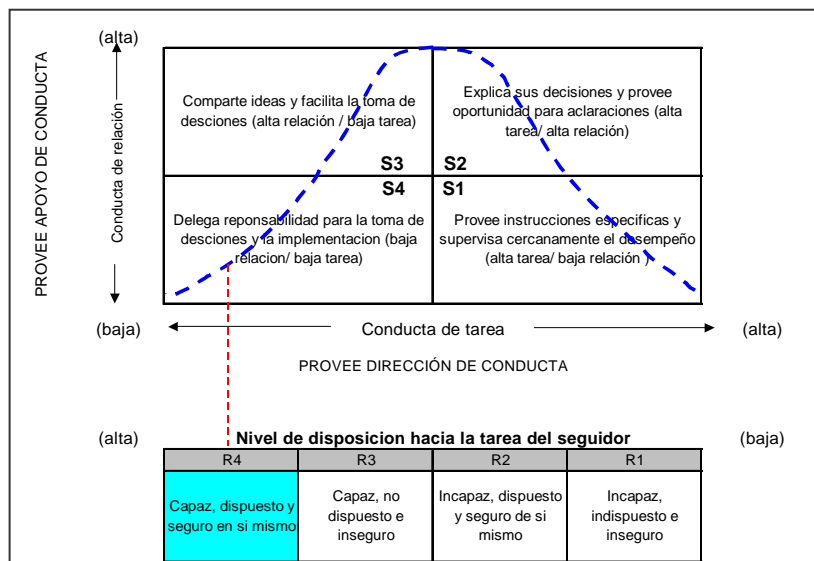 (alta)
PROVEE APOYO DE CONDUCTA
Conducta de relación
Comparte ideas y facilita la toma de
desciones (alta relación / baja tarea)
Explica sus decisiones y provee
oportunidad para aclaraciones (alta
tarea/ alta relación)
S3
S2
S4
S1
Delega reponsabilidad para la toma de
desciones y la implementacion (baja
relacion/ baja tarea)
Provee instrucciones especificas y
supervisa cercanamente el desempeño
(alta tarea/ baja relación )
(baja)
Conducta de tarea
(alta)
PROVEE DIRECCIÓN DE CONDUCTA
(alta)
Nivel de disposicion hacia la tarea del seguidor
(baja)
R4
R3
R2
R1
Capaz, dispuesto y
seguro en si mismo
Capaz, no
dispuesto e
inseguro
Incapaz, dispuesto
y seguro de si
mismo
Incapaz,
indispuesto e
inseguro